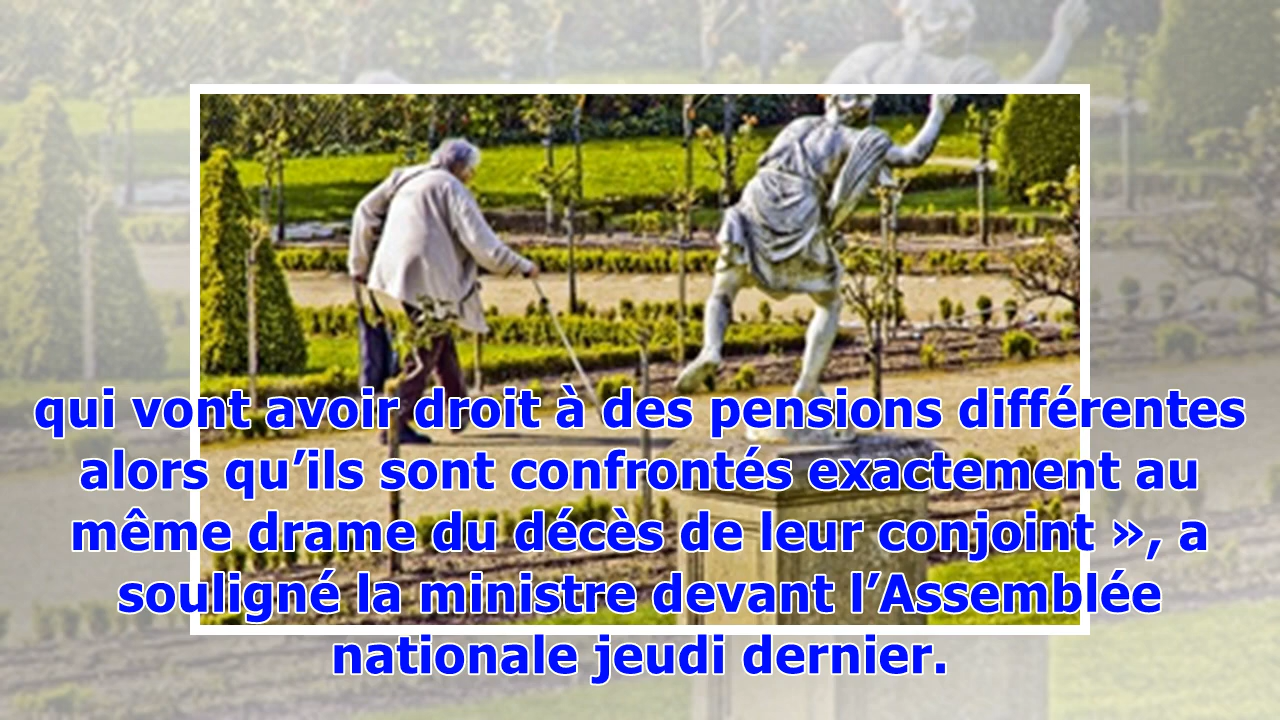 qui vont avoir droit à des pensions différentes
alors qu’ils sont confrontés exactement au
même drame du décès de leur conjoint », a
souligné la ministre devant l’Assemblée
nationale jeudi dernier.